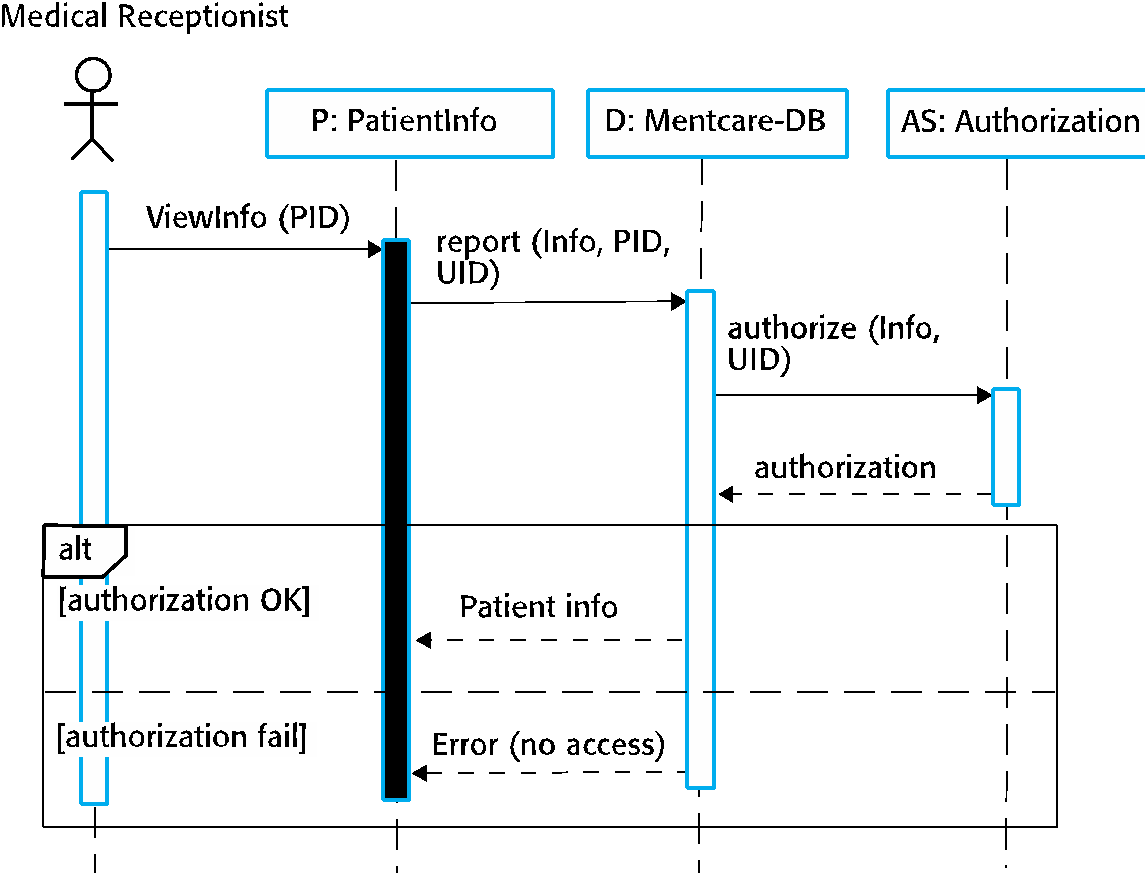 Medical Receptionist
P: PatientInfo
D: Mentcare-DB
AS: Authorization
ViewInfo (PID)
report (Info, PID,
UID)
authorize (Info,
UID)
authorization
alt
[authorization OK]
Patient info
[authorization fail]
Error (no access)